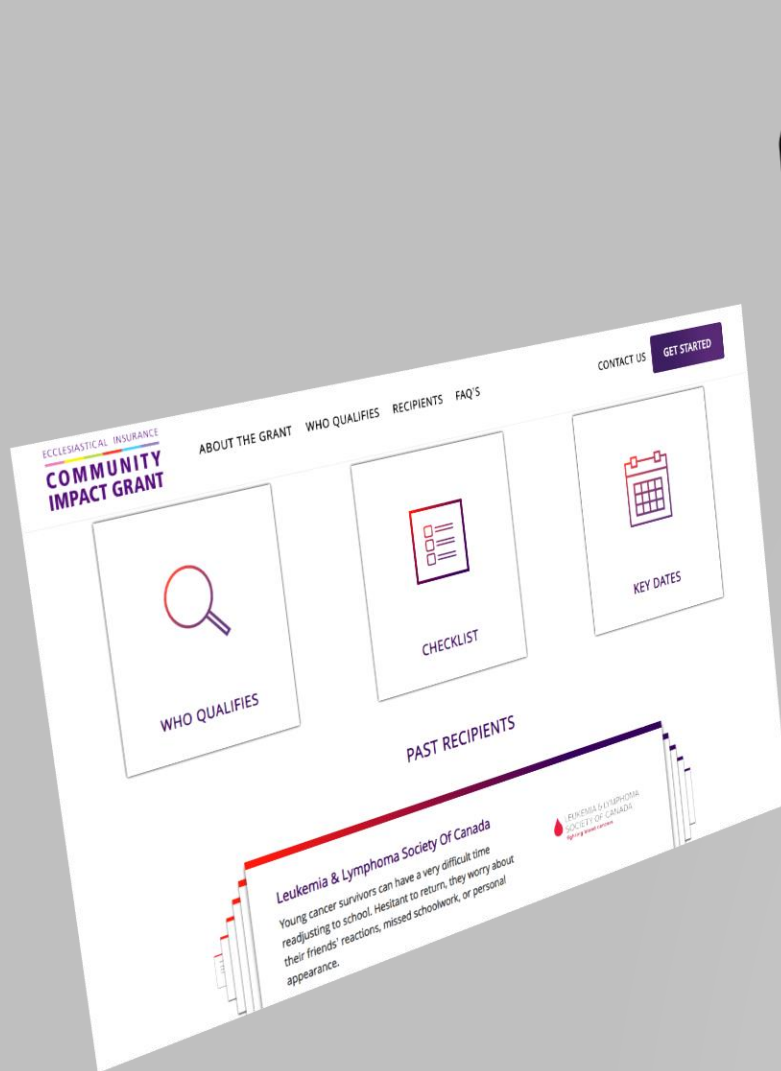 ECCLESIASTICAL INSURANCE
COMMUNITY
IMPACT GRANT
ABOUT THE GRANT WHO QUALIFIES RECIPIENTS FAQ'S
CONTACT US GET STARTED
WHO QUALIFIES
CHECKLIST
KEY DATES
PAST RECIPIENTS
Leukemia & Lymphoma Society Of Canada
Young cancer survivors can have a very difficult time
readjusting to school. Hesitant to return, they worry about
their friends' reactions, missed schoolwork, or personal
appearance.
LEUKEMIA & LYMPHOMA
SOCIETY OF CANADA
fighting blood cancers